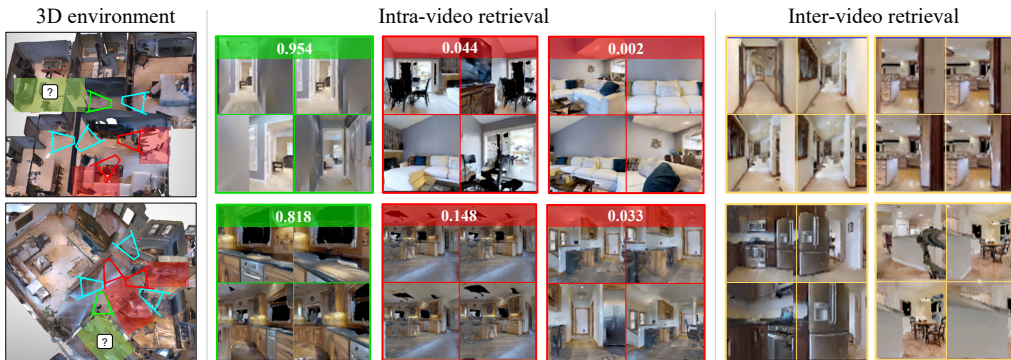 3D environment
Intra-video retrieval
Inter-video retrieval
0.954
0.044
0.002
?
0.818
0.148
0.033
?